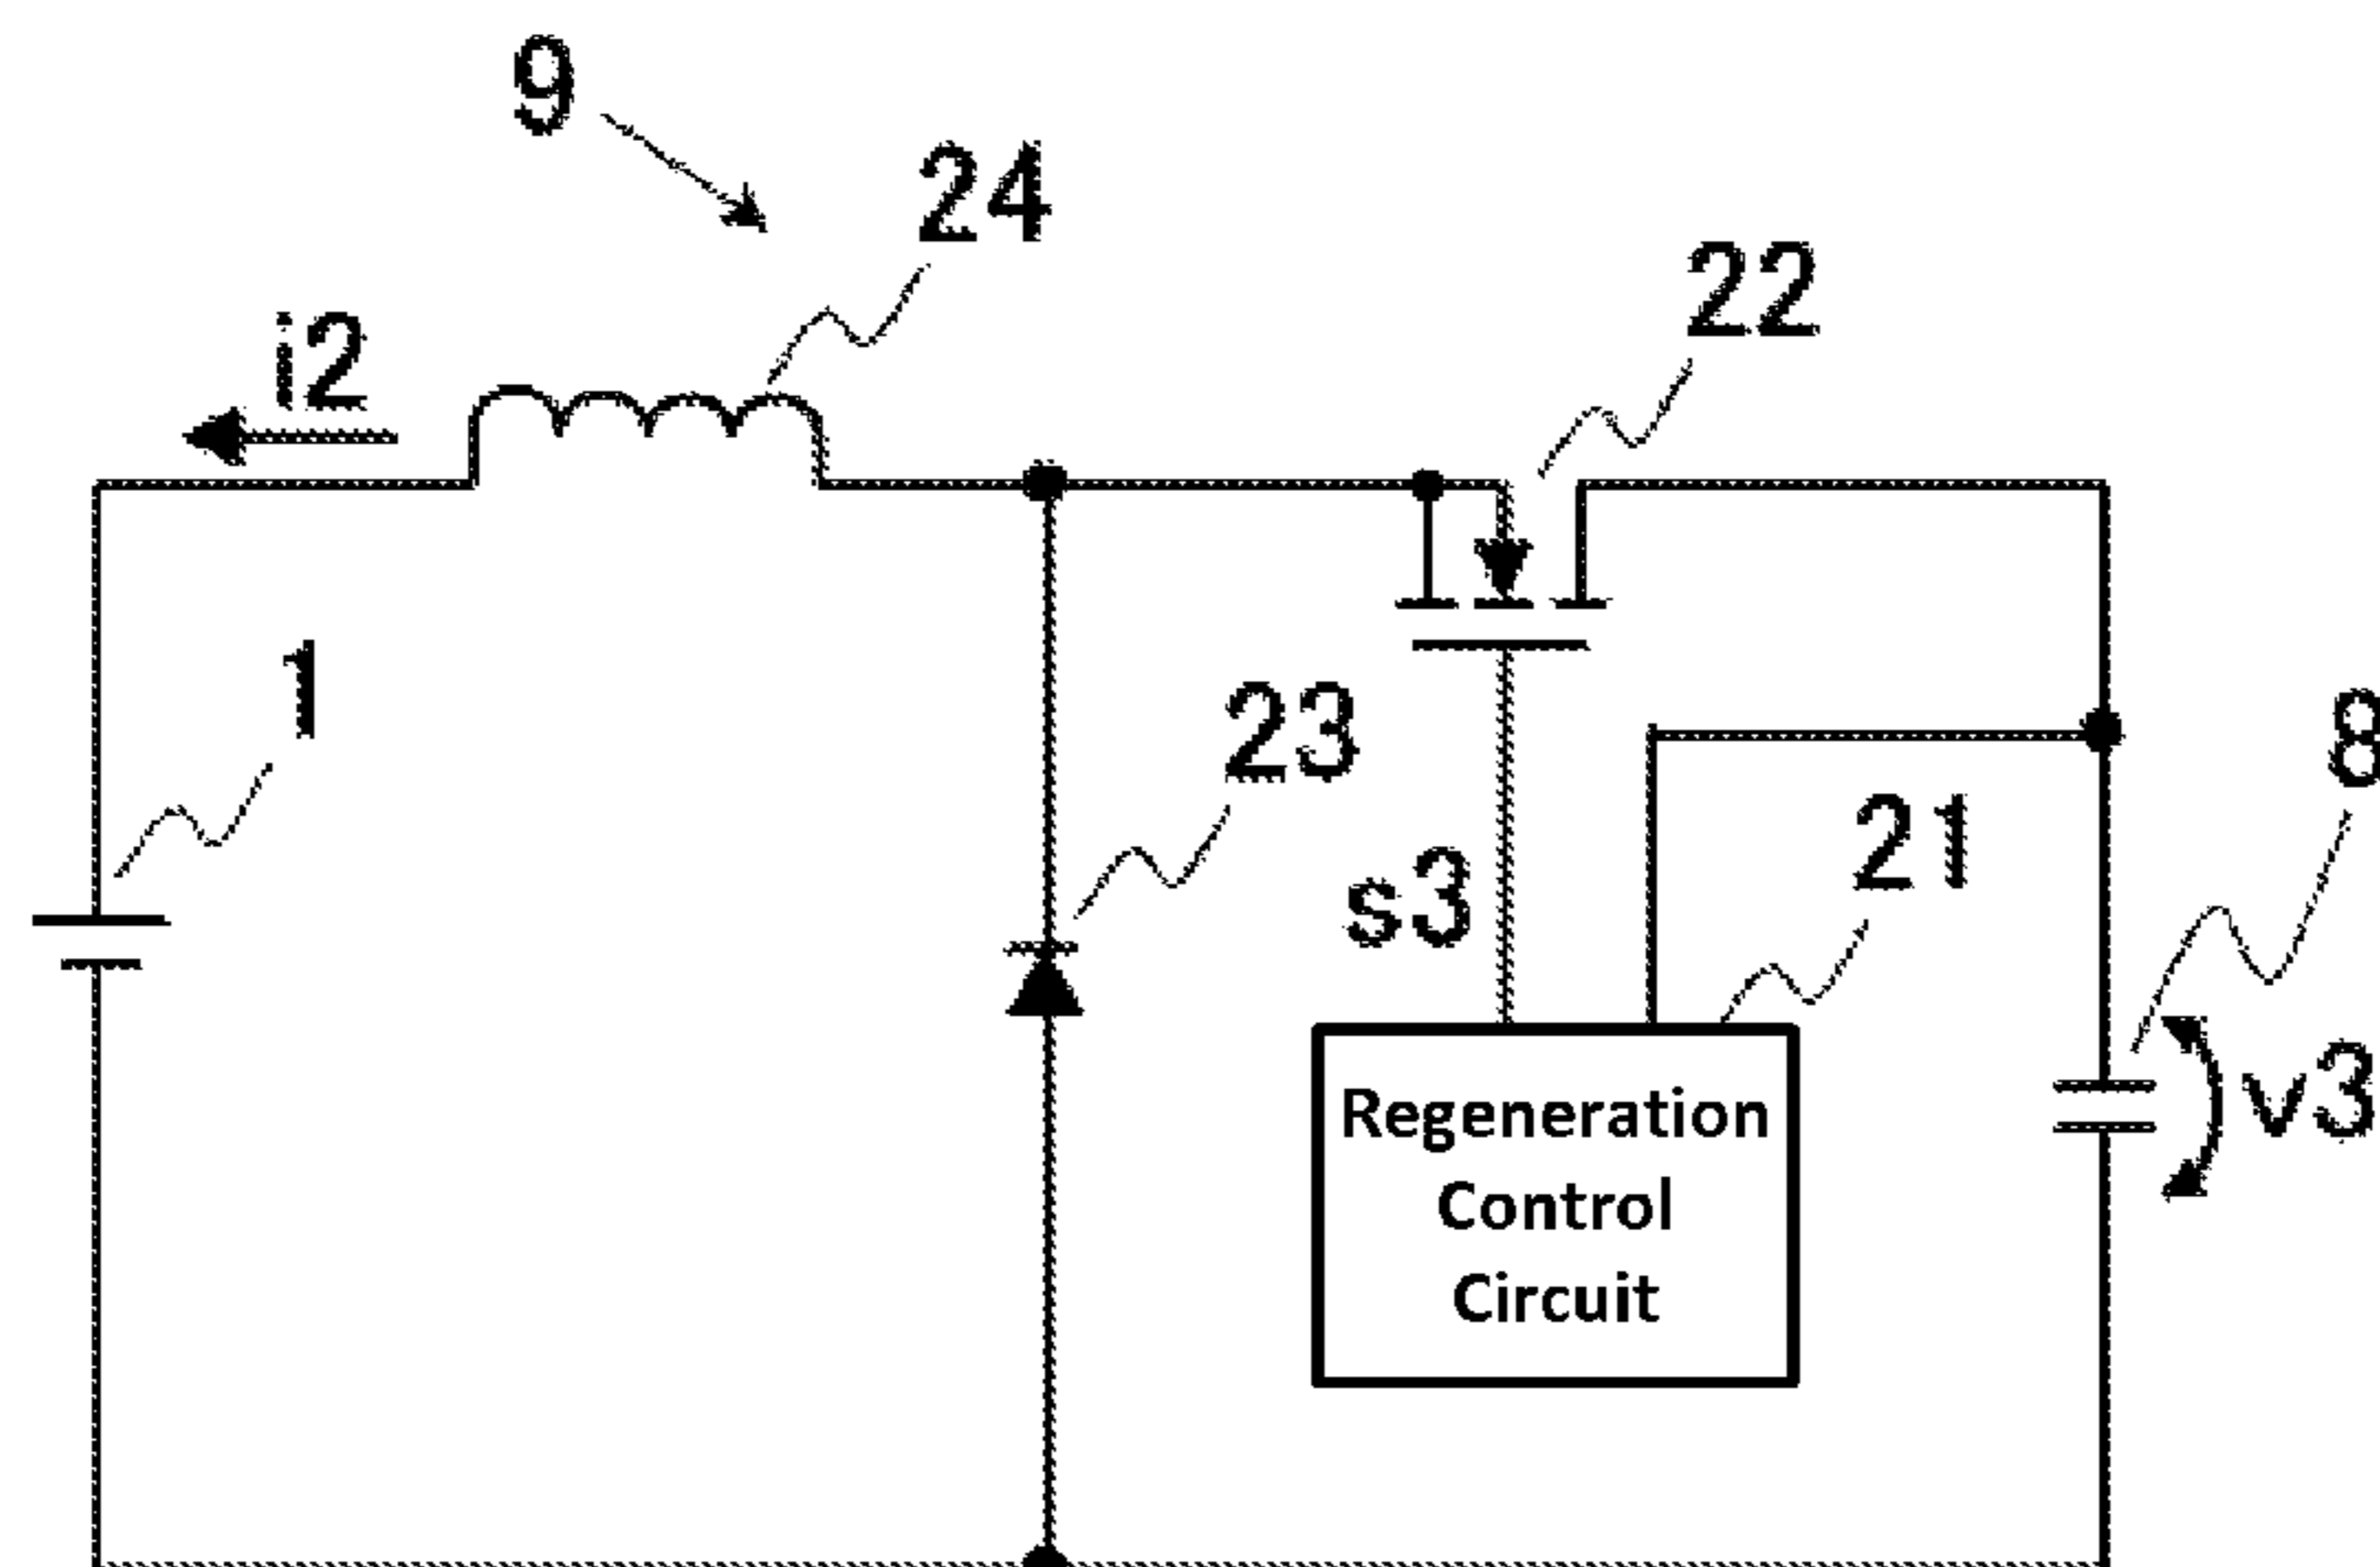 9
24
22
i2
1
23
8
21
s3
v3
Regeneration
Control
Circuit